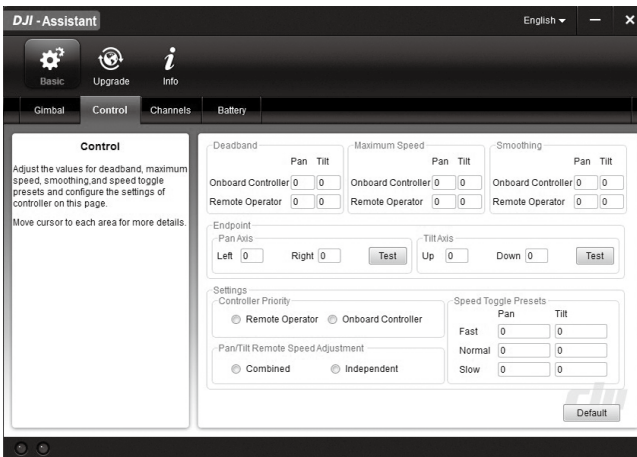 DJI - Assistant
English
Basic
Upgrade
Info
Gimbal Control Channels Battery
Control
Adjust the values for deadband, maximum
speed, smoothing,and speed toggle
presets and configure the settings of
controller on this page.
Move cursor to each area for more details.
Deadband
Pan Tilt
Onboard Controller 0 0
Remote Operator 0 0
Maximum Speed
Pan Tilt
Onboard Controller 0 0
Remote Operator 0 0
Smoothing
Pan Tilt
Onboard Controller 0 0
Remote Operator 0 0
Endpoint
Pan Axis
Left 0 Right 0 Test
Tilt Axis
Up 0 Down 0 Test
Settings
Controller Priority
Remote Operator Onboard Controller
Pan/Tilt Remote Speed Adjustment
Combined Independent
Speed Toggle Presets
Pan Tilt
Fast 0 0
Normal 0 0
Slow 0 0
dji
Default